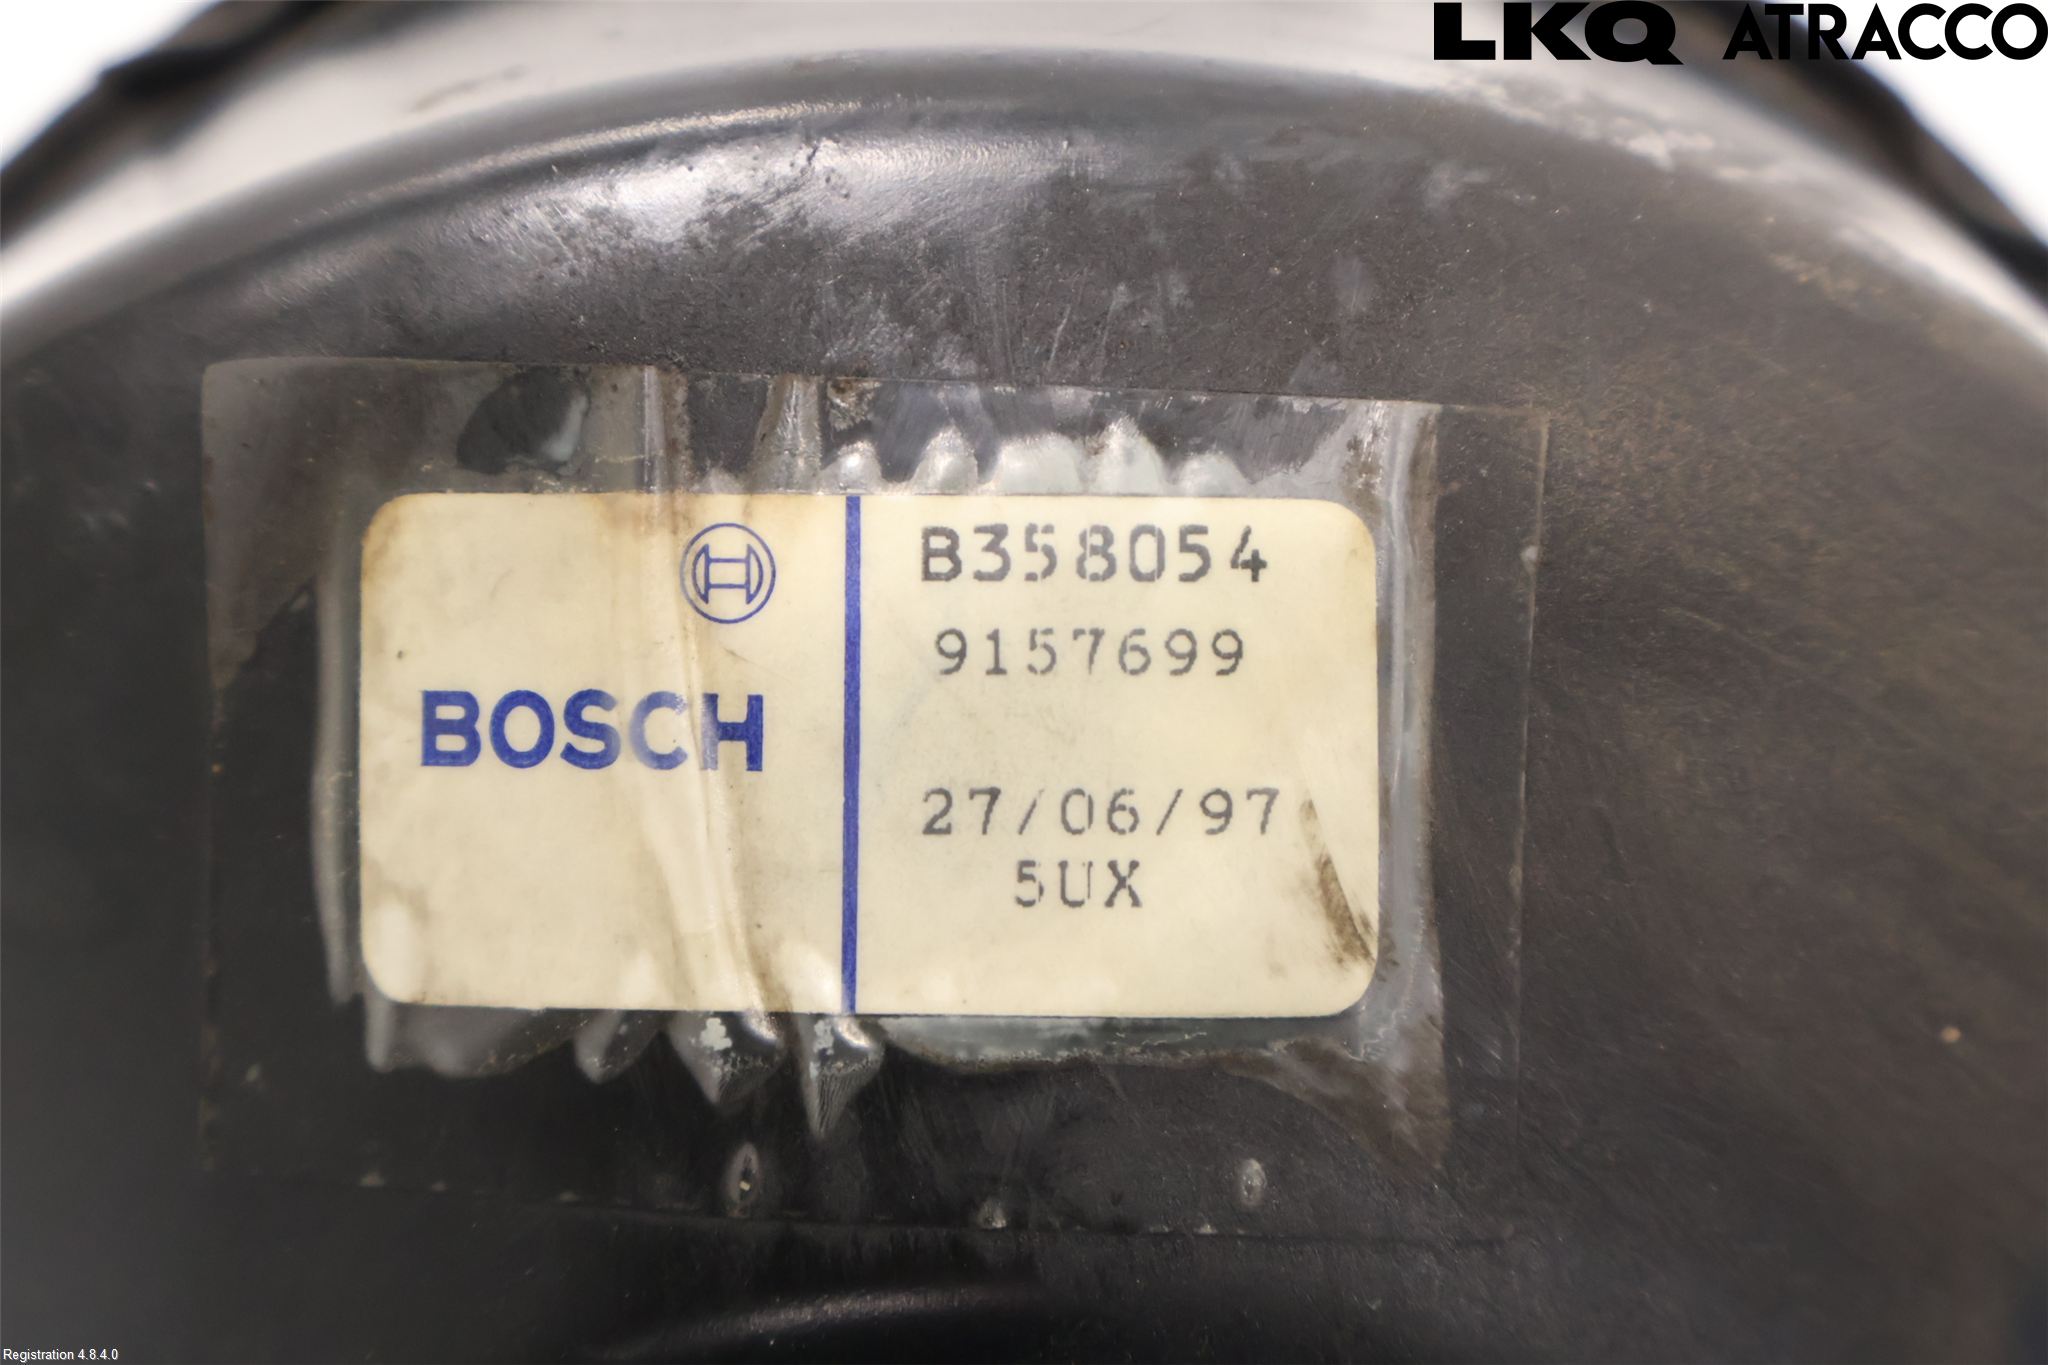 LKQ ATRACCO
BOSCH
B358054
9157699
27/06/97
5UX
Registration 4.8.4.0